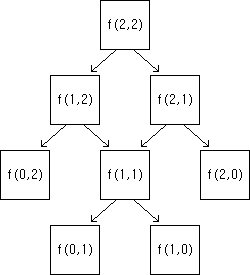 f(2,2)
f(1,2) f(2,1)
f(0,2) f(1,1) f(2,0)
f(0,1) f(1,0)